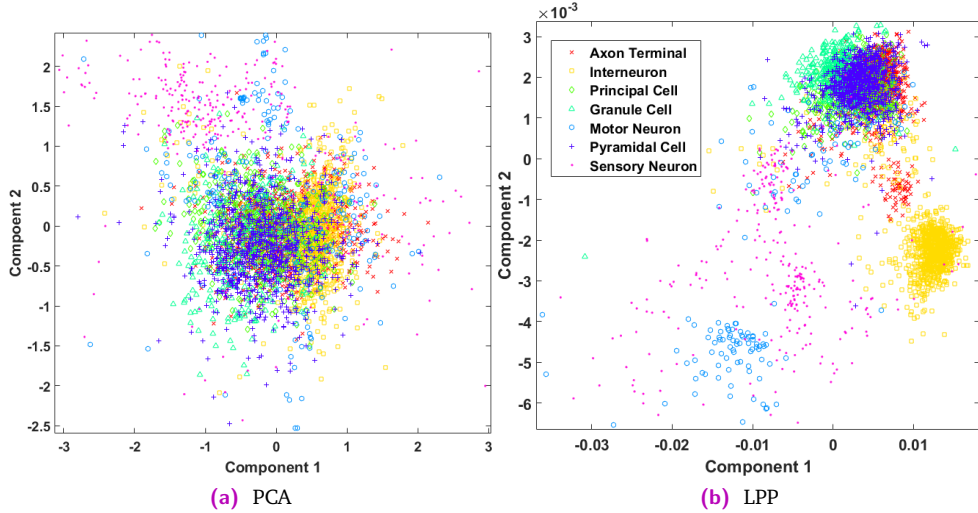 2
1.5
1
0.5
0
-0.5
-1
-1.5
-2
-2.5
-3 -2 -1 0 1 2 3
Compoent 2
Component 1
(a) PCA
×10⁻³
3
2
1
0
-1
-2
-3
-4
-5
-6
-0.03 -0.02 -0.01 0 0.01
Component 2
Component 1
Axon Terminal
Interneuron
Principal Cell
Granule Cell
Motor Neuron
Pyramidal Cell
Sensory Neuron
(b) LPP